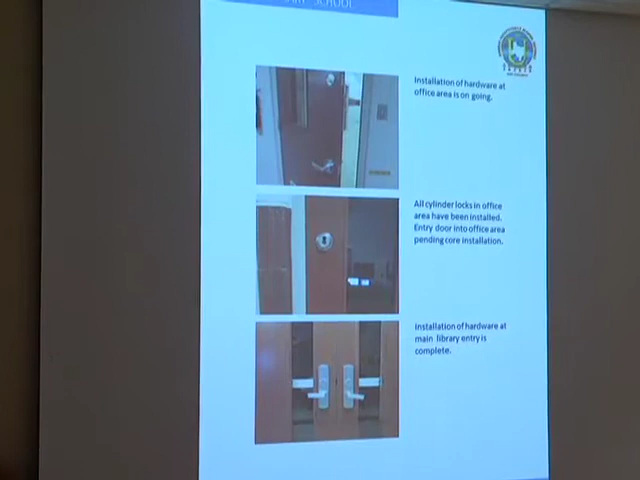 SCHOOL
Installation of hardware at
office area is on going.
All cylinder locks in office
area have been installed.
Entry door into office area
pending core installation.
Installation of hardware at
main library entry is
complete.